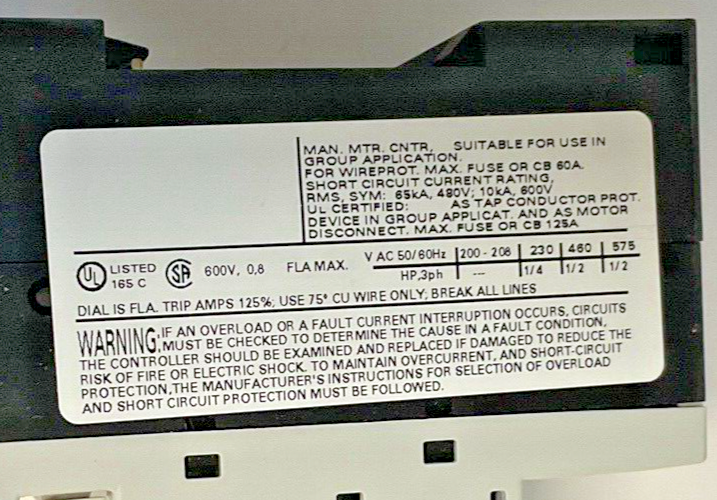 MAN. MTR. CNTR, SUITABLE FOR USE IN
GROUP APPLICATION.
FOR WIREPROT. MAX. FUSE OR CB 60A.
SHORT CIRCUIT CURRENT RATING,
RMS, SYM: 65kA, 480V; 10kA, 600V
UL CERTIFIED: AS TAP CONDUCTOR PROT.
DEVICE IN GROUP APPLICAT. AND AS MOTOR
DISCONNECT. MAX. FUSE OR CB 125A
UL LISTED 165 C SA 600V, 0,8 FLA MAX.
V AC 50/60Hz 200 - 208 230 460 575
HP,3ph --- 1/4 1/2 1/2
DIAL IS FLA. TRIP AMPS 125%; USE 75° CU WIRE ONLY; BREAK ALL LINES
WARNING: IF AN OVERLOAD OR A FAULT CURRENT INTERRUPTION OCCURS, CIRCUITS
MUST BE CHECKED TO DETERMINE THE CAUSE IN A FAULT CONDITION,
THE CONTROLLER SHOULD BE EXAMINED AND REPLACED IF DAMAGED TO REDUCE THE
RISK OF FIRE OR ELECTRIC SHOCK. TO MAINTAIN OVERCURRENT, AND SHORT-CIRCUIT
PROTECTION, THE MANUFACTURER'S INSTRUCTIONS FOR SELECTION OF OVERLOAD
AND SHORT CIRCUIT PROTECTION MUST BE FOLLOWED.